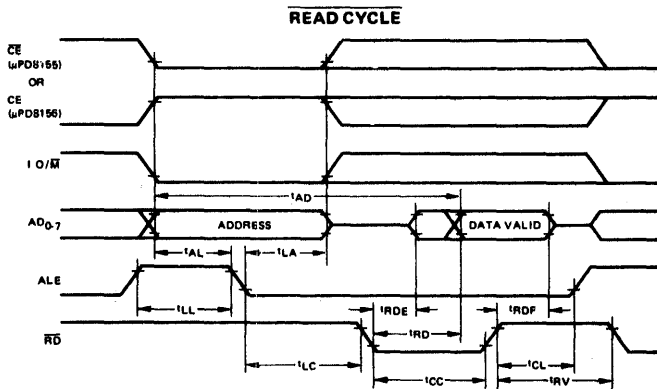 READ CYCLE
CE
(µPD8155)
OR
CE
(µPD8156)
IO/M
tAD
AD0-7
ADDRESS
DATA VALID
tAL
tLA
ALE
tLL
tRDE
tRDF
tRD
RD
tLC
tCC
tCL
tRV